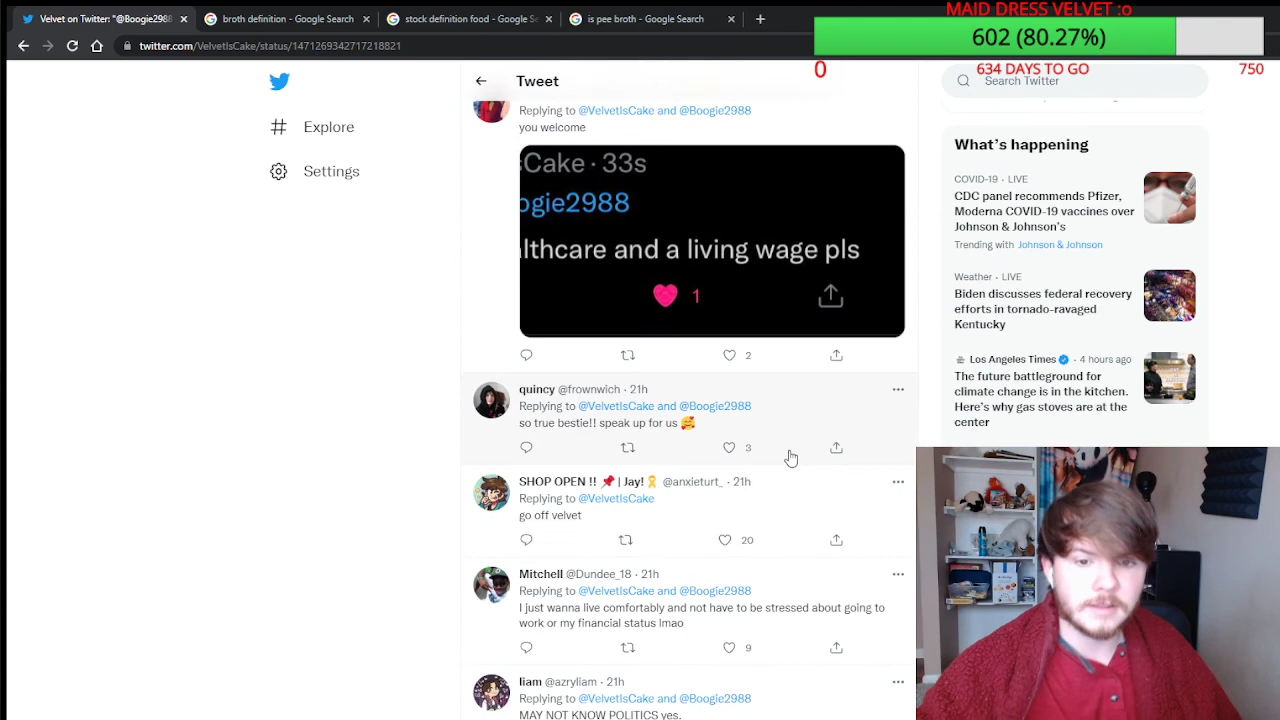 Velvet on Twitter: "@Boogie2988
broth definition - Google Search
stock definition food - Google Se
is pee broth - Google Search
MAID DRESS VELVET :o
602 (80.27%)
0
634 DAYS TO GO
750
twitter.com/VelvetIsCake/status/1471269342717218821
Explore
Settings
Tweet
Replying to @VelvetIsCake and @Boogie2988
you welcome
Cake · 33s
ogie2988
lthcare and a living wage pls
1
2
quincy @frownwich · 21h
Replying to @VelvetIsCake and @Boogie2988
so true bestie!! speak up for us 🥰
3
SHOP OPEN !! 📌 | Jay!🎗 @anxieturt_ · 21h
Replying to @VelvetIsCake
go off velvet
20
Mitchell @Dundee_18 · 21h
Replying to @VelvetIsCake and @Boogie2988
I just wanna live comfortably and not have to be stressed about going to
work or my financial status lmao
9
liam @azryliam · 21h
Replying to @VelvetIsCake and @Boogie2988
MAY NOT KNOW POLITICS yes.
Search Twitter
What's happening
COVID-19 · LIVE
CDC panel recommends Pfizer,
Moderna COVID-19 vaccines over
Johnson & Johnson's
Trending with Johnson & Johnson
Weather · LIVE
Biden discusses federal recovery
efforts in tornado-ravaged
Kentucky
Los Angeles Times · 4 hours ago
The future battleground for
climate change is in the kitchen.
Here's why gas stoves are at the
center